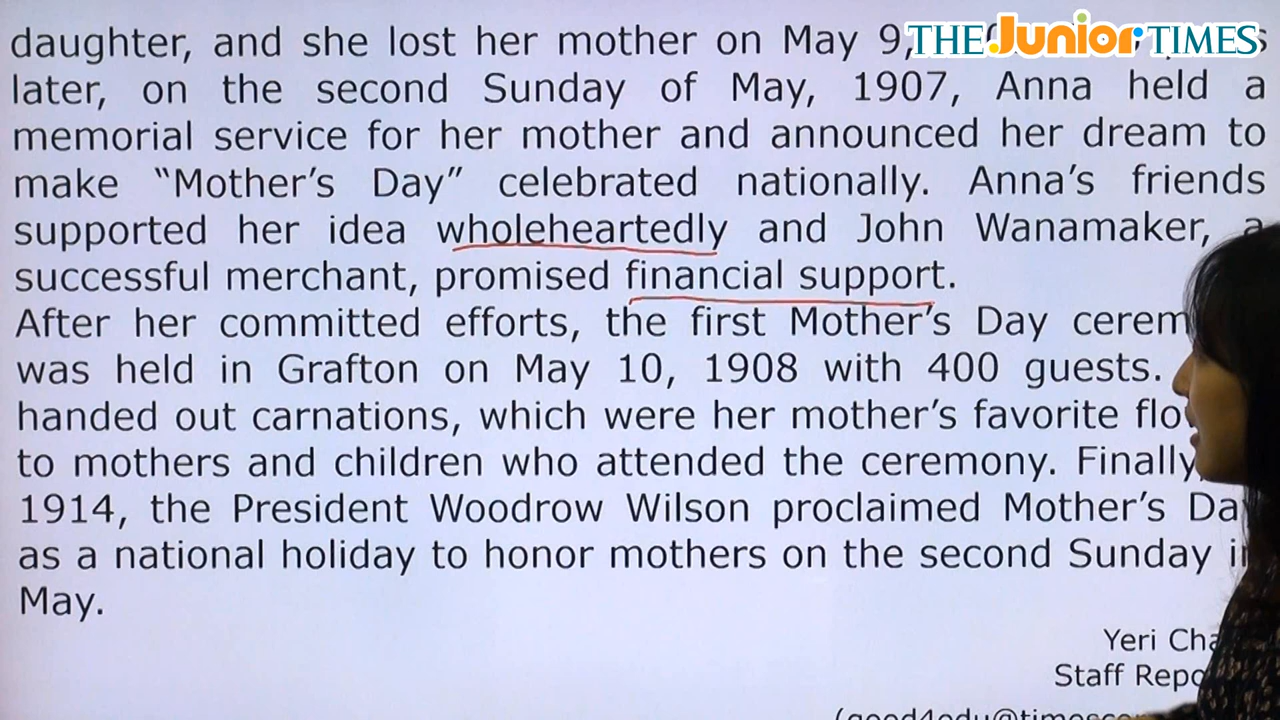 THE Junior TIMES
daughter, and she lost her mother on May 9,
later, on the second Sunday of May, 1907, Anna held a
memorial service for her mother and announced her dream to
make “Mother’s Day” celebrated nationally. Anna’s friends
supported her idea wholeheartedly and John Wanamaker, a
successful merchant, promised financial support.
After her committed efforts, the first Mother’s Day
was held in Grafton on May 10, 1908 with 400 guests.
handed out carnations, which were her mother’s favorite
to mothers and children who attended the ceremony. Finally,
1914, the President Woodrow Wilson proclaimed Mother’s Day
as a national holiday to honor mothers on the second Sunday in
May.
Yeri
Staff